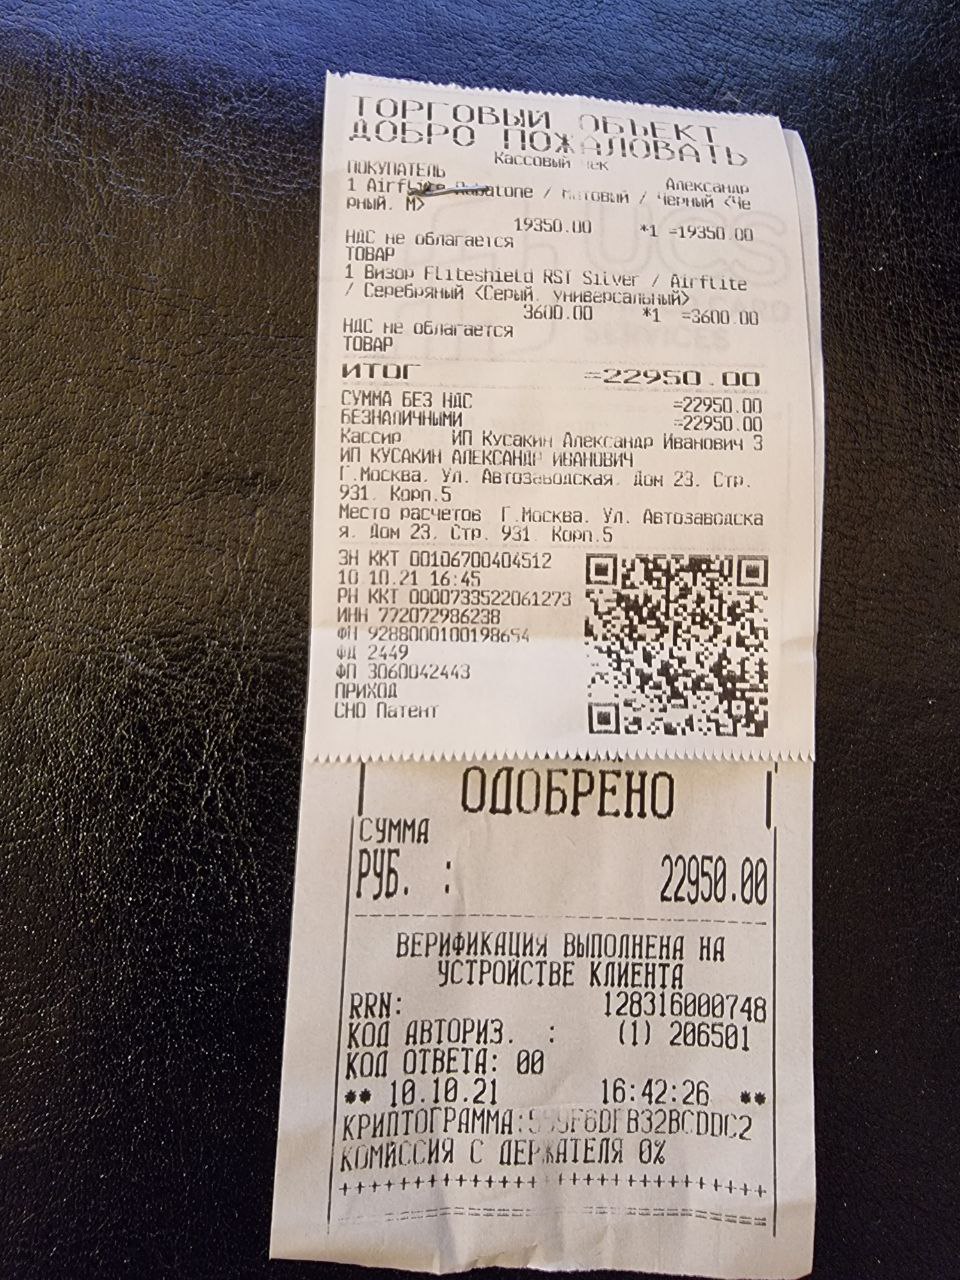 ТОРГОВЫЙ ОБЪЕКТ
ДОБРО ПОЖАЛОВАТЬ
Кассовый чек
ПОКУПАТЕЛЬ Александр
1 Airflite / Матовый / Черный <Че
рный. M>
19350.00 *1 =19350.00
НДС не облагается
ТОВАР
1 Визор Fliteshield RST Silver / Airflite
/ Серебряный <Серый. универсальный>
3600.00 *1 =3600.00
НДС не облагается
ТОВАР
ИТОГ =22950.00
СУММА БЕЗ НДС =22950.00
БЕЗНАЛИЧНЫМИ =22950.00
Кассир ИП Кусакин Александр Иванович 3
ИП КУСАКИН АЛЕКСАНДР ИВАНОВИЧ
Г.Москва. Ул. Автозаводская. Дом 23. Стр.
931. Корп.5
Место расчетов Г.Москва. Ул. Автозаводска
я. Дом 23. Стр. 931. Корп.5
ЗН ККТ 00106700404512
10.10.21 16:45
РН ККТ 0000733522061273
ИНН 772072986238
ФН 9288000100198654
ФД 2449
ФП 3060042443
ПРИХОД
СНО Патент
UCS
SERVICES
ОДОБРЕНО
СУММА
РУБ. : 22950.00
ВЕРИФИКАЦИЯ ВЫПОЛНЕНА НА
УСТРОЙСТВЕ КЛИЕНТА
RRN: 128316000748
КОД АВТОРИЗ. : (1) 206501
КОД ОТВЕТА: 00
** 10.10.21 16:42:26 **
КРИПТОГРАММА:
КОМИССИЯ С ДЕРЖАТЕЛЯ 0%